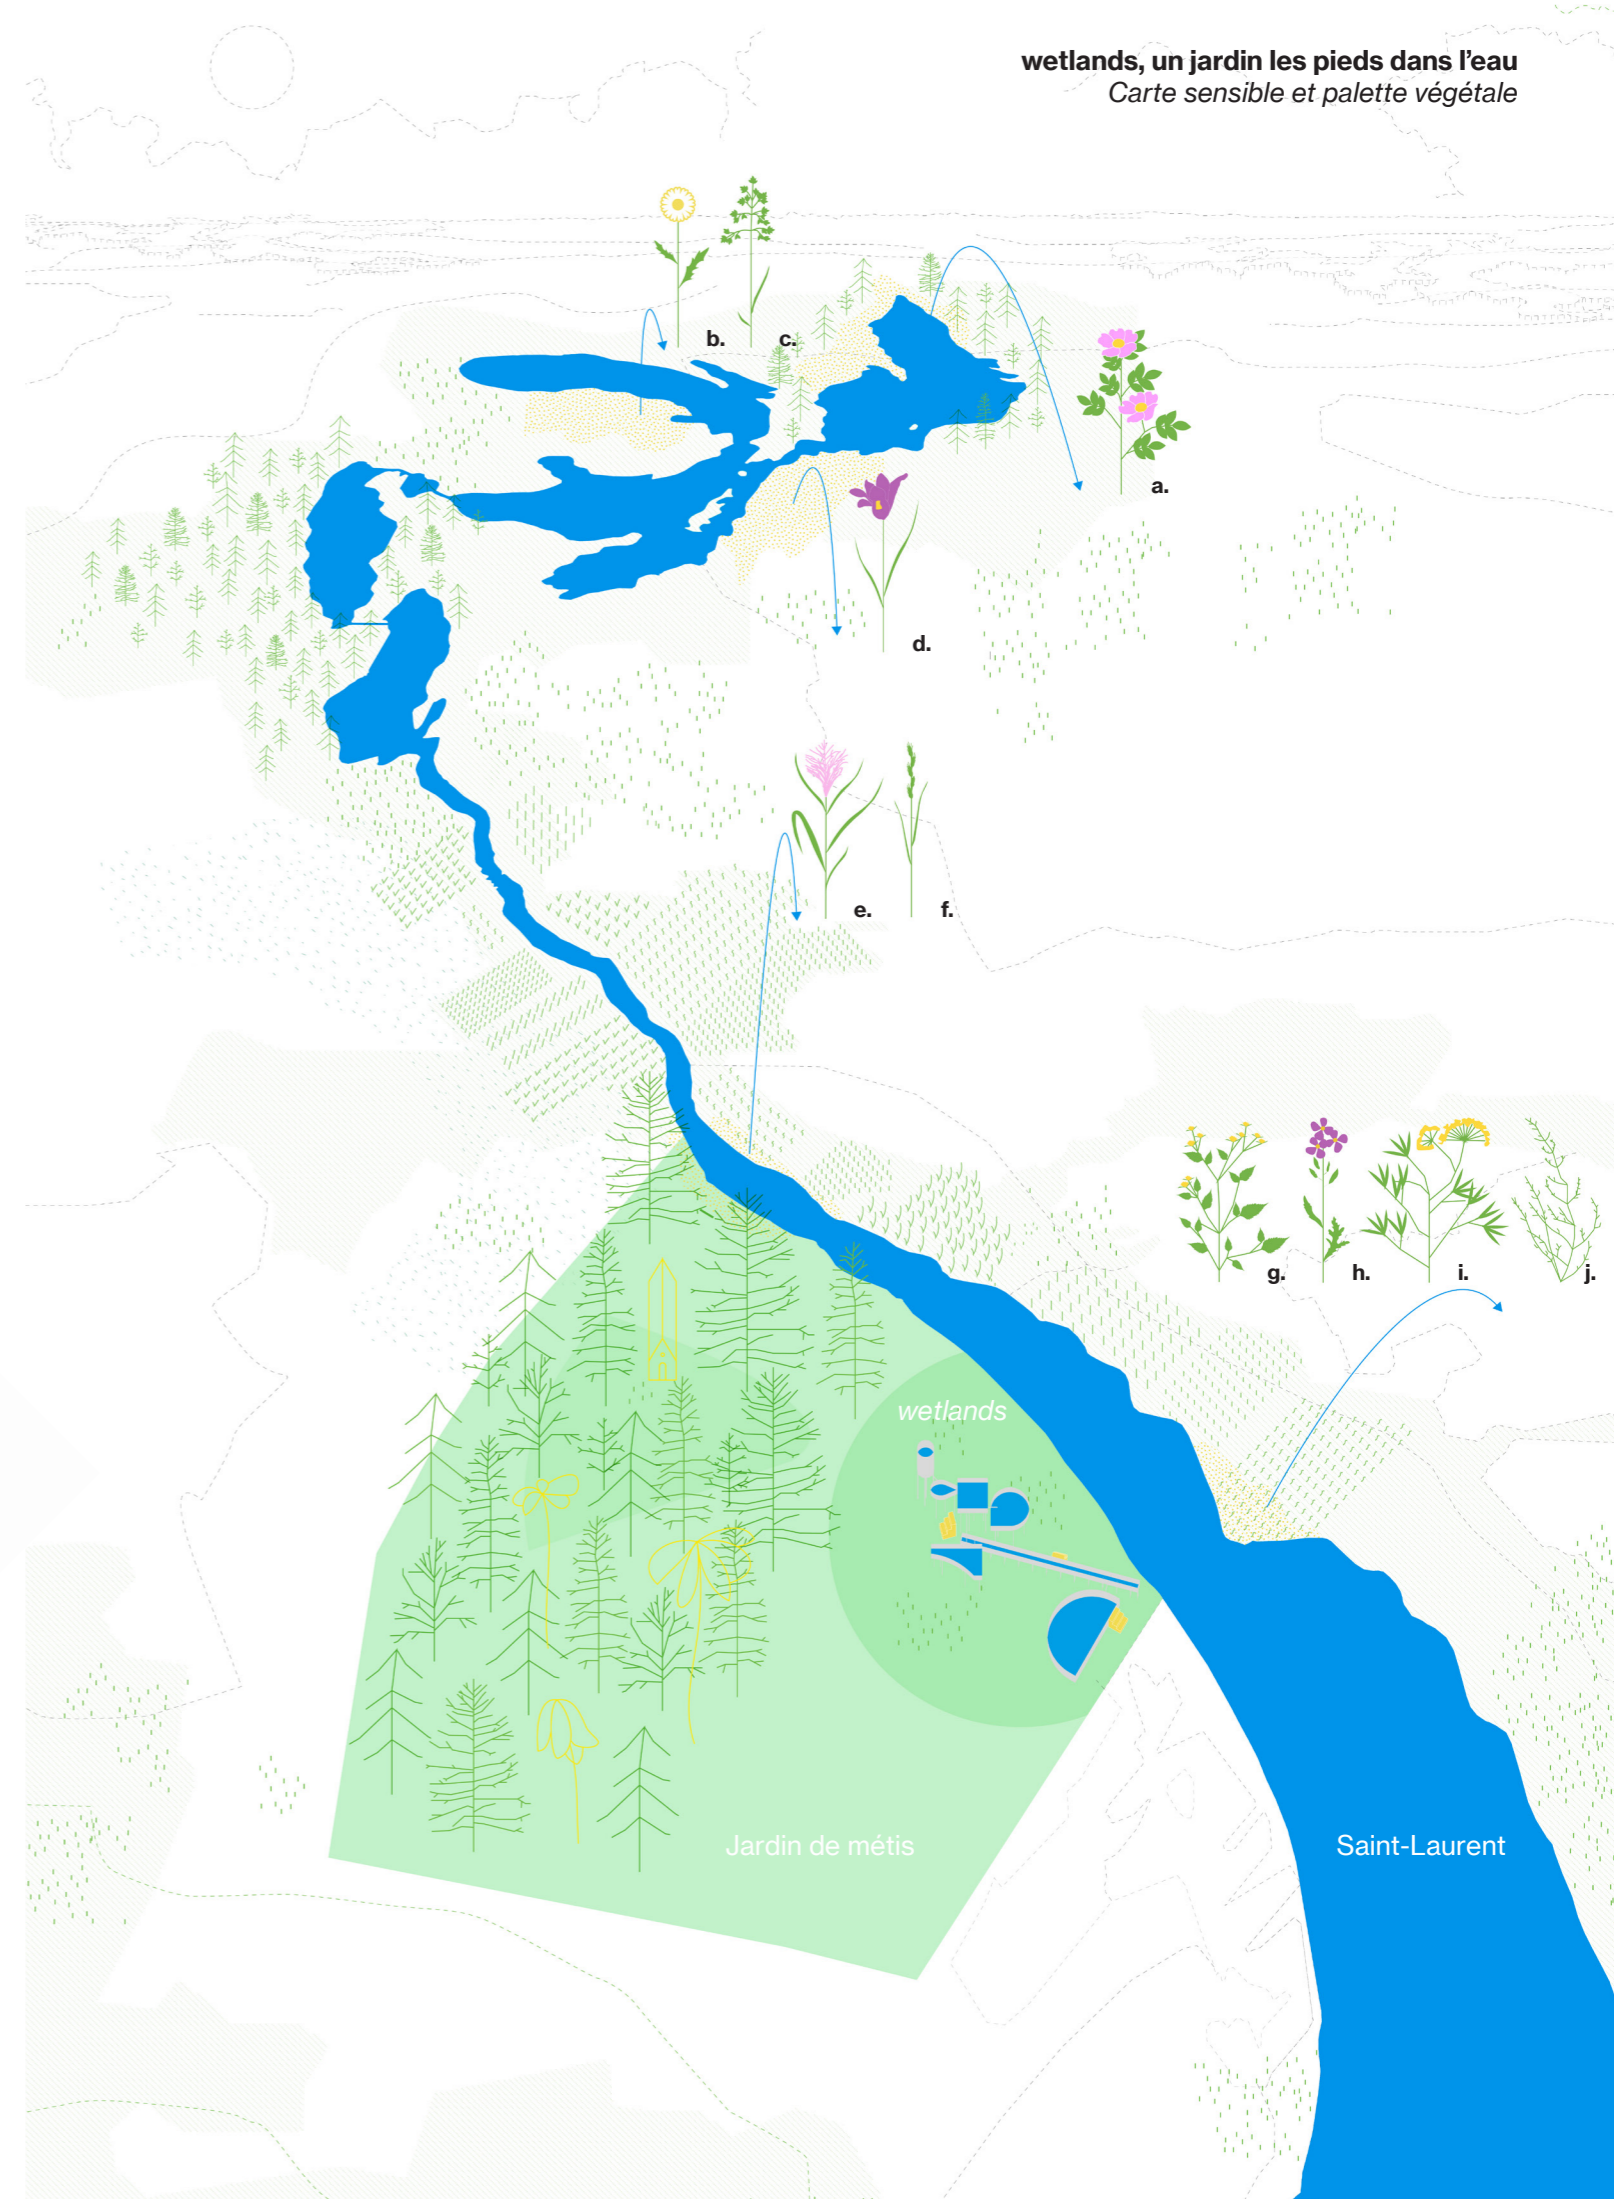 wetlands, un jardin les pieds dans l’eau
Carte sensible et palette végétale
b.
c.
a.
d.
e.
f.
g.
h.
i.
j.
wetlands
Jardin de métis
Saint-Laurent